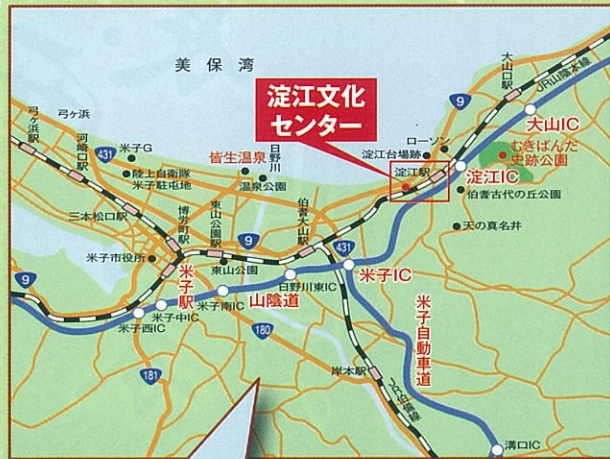 美保湾
淀江文化
センター
大山口駅
JR山陰本線
9
大山IC
むきばんだ
史跡公園
ローソン
淀江台場跡
淀江駅
淀江IC
伯耆古代の丘公園
天の真名井
弓ヶ浜駅
弓ヶ浜
河崎口駅
431
米子G
陸上自衛隊
米子駐屯地
皆生温泉
日野川
温泉公園
三本松口駅
博労町駅
東山公園駅
伯耆大山駅
9
431
米子市役所
東山公園
9
米子駅
米子IC
日野川東IC
山陰道
米子南IC
米子中IC
米子西IC
米子自動車道
180
181
岸本駅
JR伯備線
溝口IC